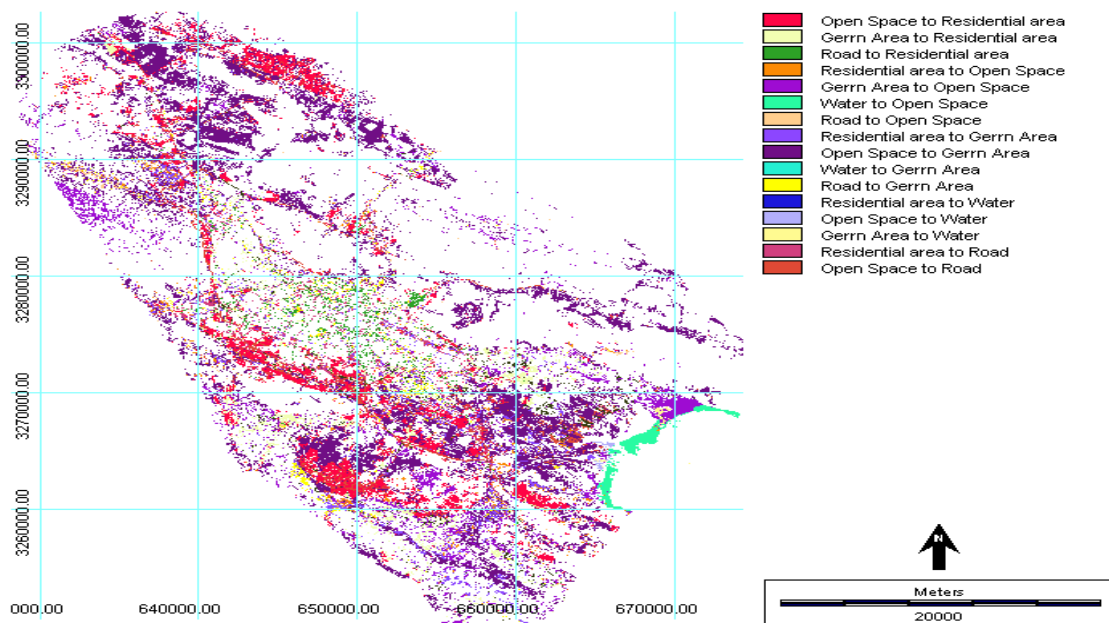 Open Space to Residential area
Gerrn Area to Residential area
Road to Residential area
Residential area to Open Space
Gerrn Area to Open Space
Water to Open Space
Road to Open Space
Residential area to Gerrn Area
Open Space to Gerrn Area
Water to Gerrn Area
Road to Gerrn Area
Residential area to Water
Open Space to Water
Gerrn Area to Water
Residential area to Road
Open Space to Road
3300000.00
3290000.00
3280000.00
3270000.00
3260000.00
0000.00
640000.00
650000.00
660000.00
670000.00
N
Meters
20000